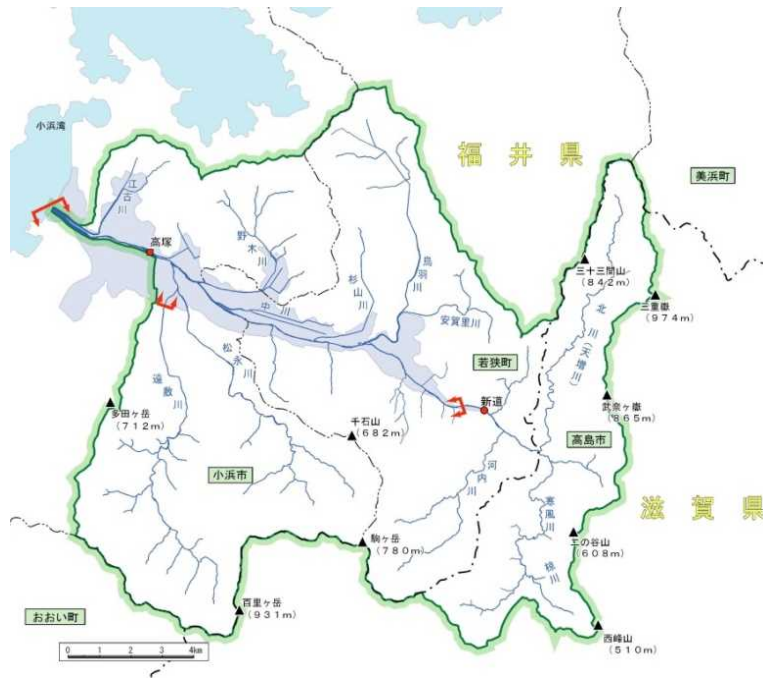 福井県
美浜町
小浜湾
江古川
高塚
野木川
鳥羽川
杉山川
中川
三十三間山
(842m)
三重嶽
(974m)
北川(天増川)
安賀里川
若狭町
松永川
遠敷川
新道
多田ヶ岳
(712m)
千石山
(682m)
武奈ヶ嶽
(865m)
高島市
小浜市
河内川
寒風川
滋賀県
駒ヶ岳
(780m)
二の谷山
(608m)
椋川
百里ヶ岳
(931m)
おおい町
西峰山
(510m)
0 2 4km